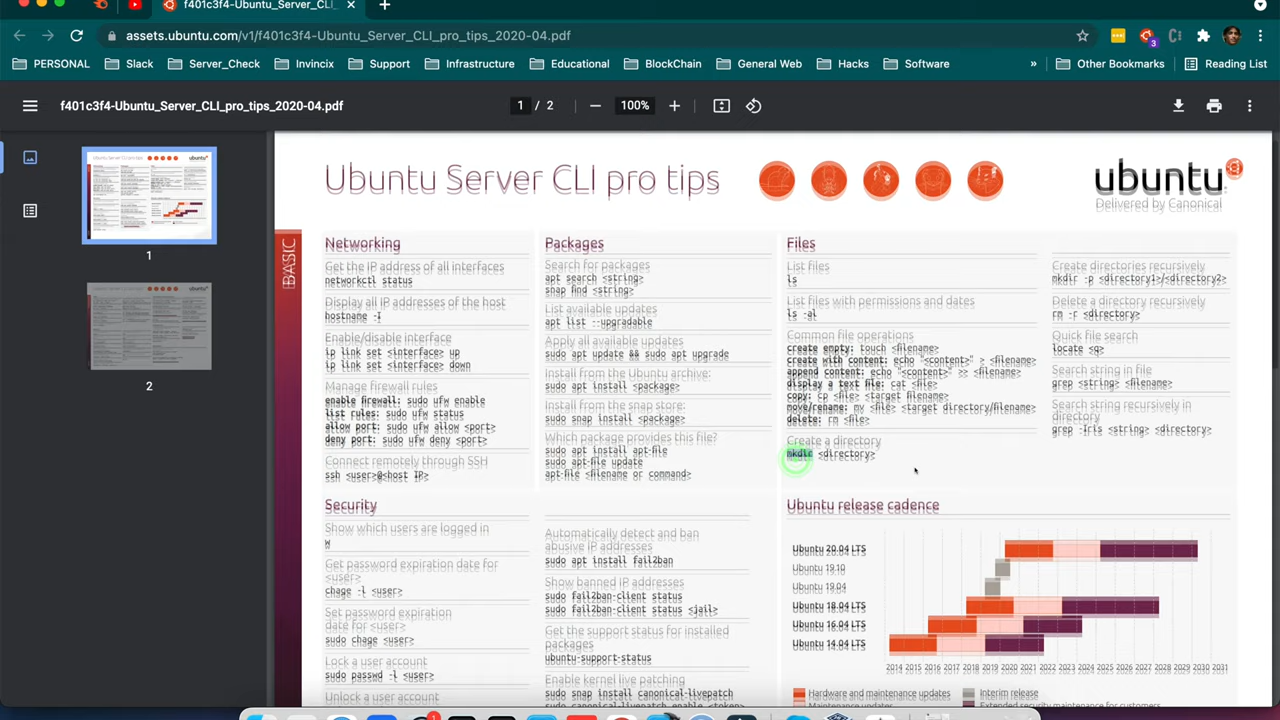 f401c3f4-Ubuntu_Server_CLI_
assets.ubuntu.com/v1/f401c3f4-Ubuntu_Server_CLI_pro_tips_2020-04.pdf
3
PERSONAL Slack Server_Check Invincix Support Infrastructure Educational BlockChain General Web Hacks Software » Other Bookmarks Reading List
f401c3f4-Ubuntu_Server_CLI_pro_tips_2020-04.pdf
1 / 2
100%
1
2
Ubuntu Server CLI pro tips
ubuntu
Delivered by Canonical
BASIC
Networking
Get the IP address of all interfaces
networkctl status
Display all IP addresses of the host
hostname -I
Enable/disable interface
ip link set <interface> up
ip link set <interface> down
Manage firewall rules
enable firewall: sudo ufw enable
list rules: sudo ufw status
allow port: sudo ufw allow <port>
deny port: sudo ufw deny <port>
Connect remotely through SSH
ssh <user>@<host IP>
Packages
Search for packages
apt search <string>
snap find <string>
List available updates
apt list --upgradable
Apply all available updates
sudo apt update && sudo apt upgrade
Install from the Ubuntu archive:
sudo apt install <package>
Install from the snap store:
sudo snap install <package>
Which package provides this file?
sudo apt install apt-file
sudo apt-file update
apt-file <filename or command>
Files
List files
ls
List files with permissions and dates
ls -al
Common file operations
create empty: touch <filename>
create with content: echo "<content>" > <filename>
append content: echo "<content>" >> <filename>
display a text file: cat <file>
copy: cp <file> <target filename>
move/rename: mv <file> <target directory/filename>
delete: rm <file>
Create a directory
mkdir <directory>
Create directories recursively
mkdir -p <directory1>/<directory2>
Delete a directory recursively
rm -r <directory>
Quick file search
locate <q>
Search string in file
grep <string> <filename>
Search string recursively in
directory
grep -Iris <string> <directory>
Security
Show which users are logged in
w
Get password expiration date for
<user>
chage -l <user>
Set password expiration
date for <user>
sudo chage <user>
Lock a user account
sudo passwd -l <user>
Unlock a user account
Automatically detect and ban
abusive IP addresses
sudo apt install fail2ban
Show banned IP addresses
sudo fail2ban-client status
sudo fail2ban-client status <jail>
Get the support status for installed
packages
ubuntu-support-status
Enable kernel live patching
sudo snap install canonical-livepatch
sudo canonical-livepatch enable <token>
Ubuntu release cadence
Ubuntu 20.04 LTS
Ubuntu 19.10
Ubuntu 19.04
Ubuntu 18.04 LTS
Ubuntu 16.04 LTS
Ubuntu 14.04 LTS
2014 2015 2016 2017 2018 2019 2020 2021 2022 2023 2024 2025 2026 2027 2028 2029 2030 2031
Hardware and maintenance updates
Interim release
Maintenance updates
Extended security maintenance for customers